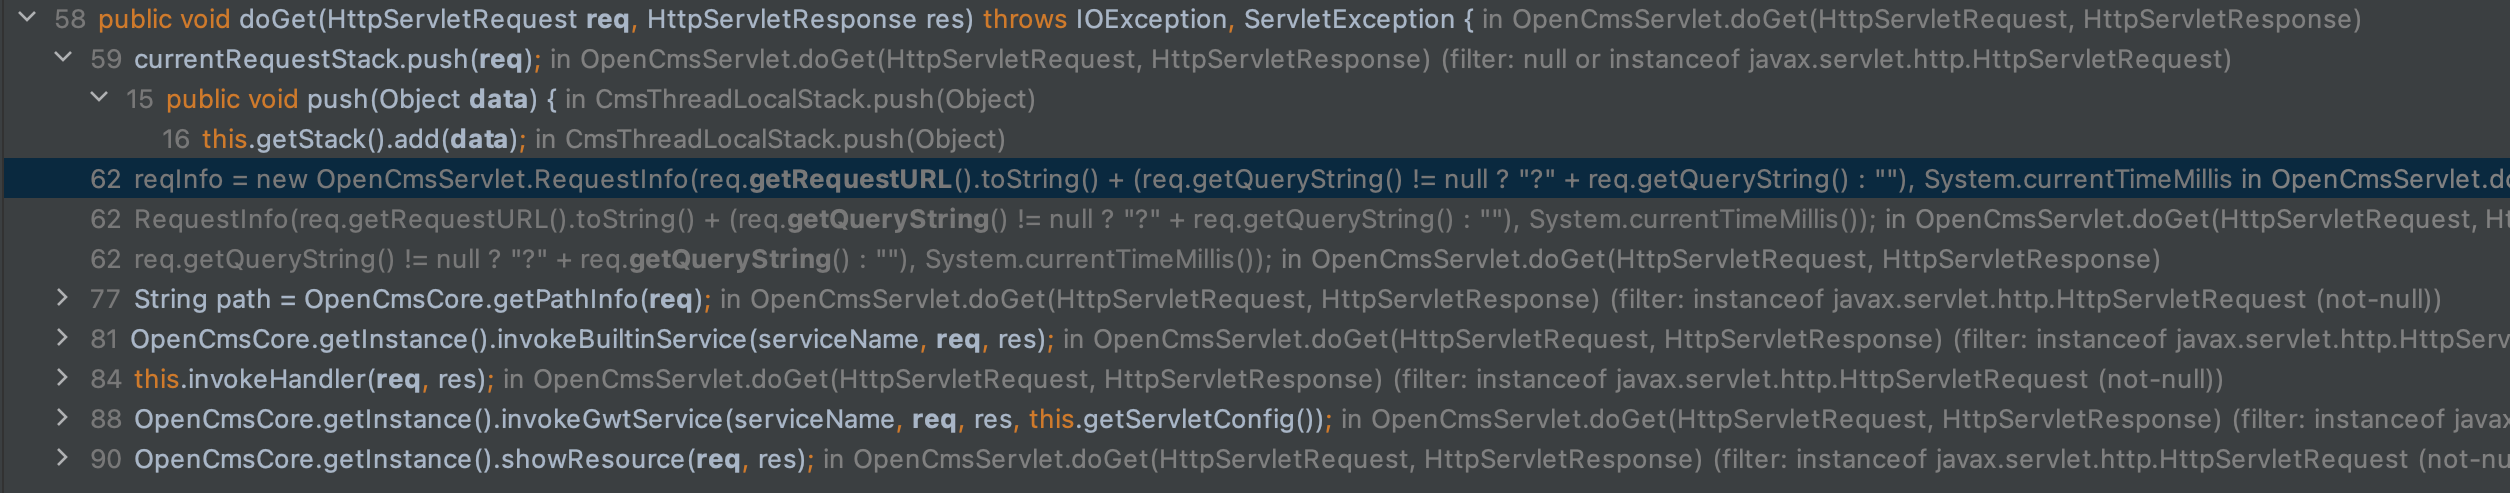 58 public void doGet(HttpServletRequest req, HttpServletResponse res) throws IOException, ServletException { in OpenCmsServlet.doGet(HttpServletRequest, HttpServletResponse)
59 currentRequestStack.push(req); in OpenCmsServlet.doGet(HttpServletRequest, HttpServletResponse) (filter: null or instanceof javax.servlet.http.HttpServletRequest)
15 public void push(Object data) { in CmsThreadLocalStack.push(Object)
16 this.getStack().add(data); in CmsThreadLocalStack.push(Object)
62 reqInfo = new OpenCmsServlet.RequestInfo(req.getRequestURL().toString() + (req.getQueryString() != null ? "?" + req.getQueryString() : ""), System.currentTimeMillis in OpenCmsServlet.
62 RequestInfo(req.getRequestURL().toString() + (req.getQueryString() != null ? "?" + req.getQueryString() : ""), System.currentTimeMillis()); in OpenCmsServlet.doGet(HttpServletRequest,
62 req.getQueryString() != null ? "?" + req.getQueryString() : ""), System.currentTimeMillis()); in OpenCmsServlet.doGet(HttpServletRequest, HttpServletResponse)
77 String path = OpenCmsCore.getPathInfo(req); in OpenCmsServlet.doGet(HttpServletRequest, HttpServletResponse) (filter: instanceof javax.servlet.http.HttpServletRequest (not-null))
81 OpenCmsCore.getInstance().invokeBuiltinService(serviceName, req, res); in OpenCmsServlet.doGet(HttpServletRequest, HttpServletResponse) (filter: instanceof javax.servlet.http.HttpServ
84 this.invokeHandler(req, res); in OpenCmsServlet.doGet(HttpServletRequest, HttpServletResponse) (filter: instanceof javax.servlet.http.HttpServletRequest (not-null))
88 OpenCmsCore.getInstance().invokeGwtService(serviceName, req, res, this.getServletConfig()); in OpenCmsServlet.doGet(HttpServletRequest, HttpServletResponse) (filter: instanceof java
90 OpenCmsCore.getInstance().showResource(req, res); in OpenCmsServlet.doGet(HttpServletRequest, HttpServletResponse) (filter: instanceof javax.servlet.http.HttpServletRequest (not-nu